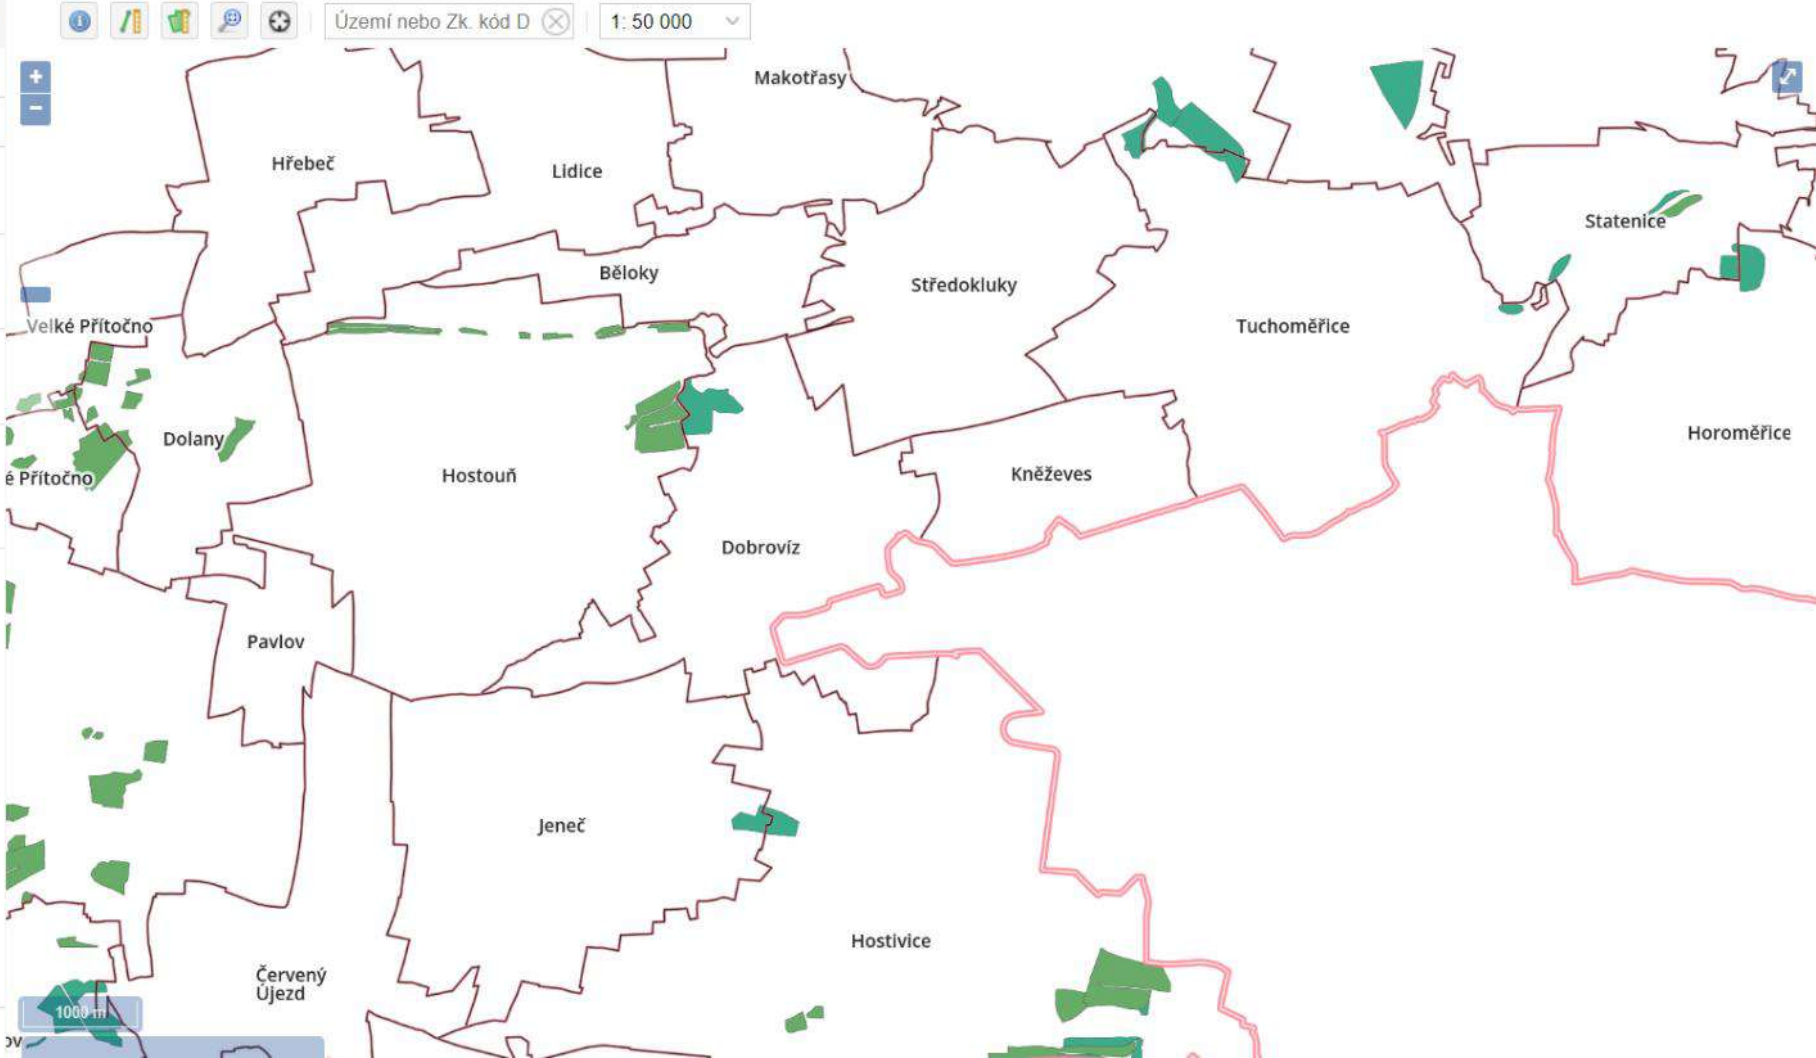 Území nebo Zk. kód D
1: 50 000
+
Makotřasy
-
Hřebeč
Lidice
Statenice
Běloky
Středokluky
Velké Přítočno
Tuchoměřice
Horoměřice
Dolany
Kněževes
Hostouň
é Přítočno
Dobrovíz
Pavlov
Jeneč
Hostivice
Červený
Újezd
1000 m
ov